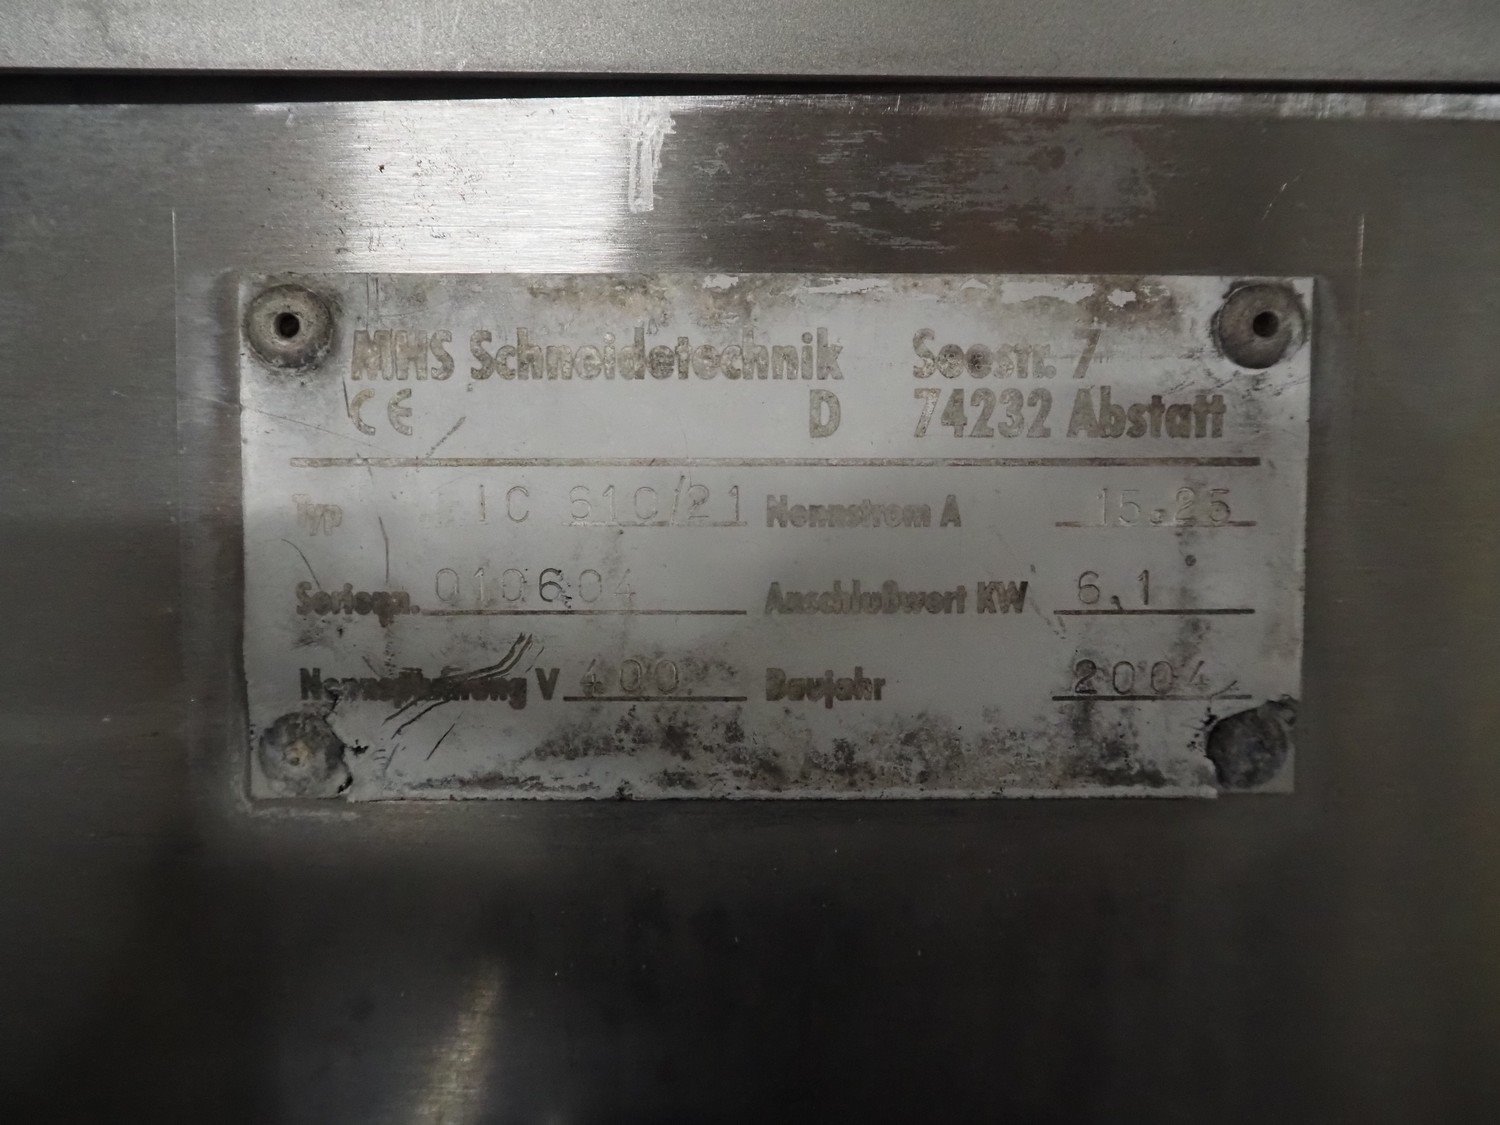 MHS Schneidetechnik Seestr. 7
CE D 74232 Abstatt
Typ IC 610/21 Nennstrom A 15.25
Seriegn. 010604 Anschlußwert KW 6,1
Nennspannung V 400 Baujahr 2004